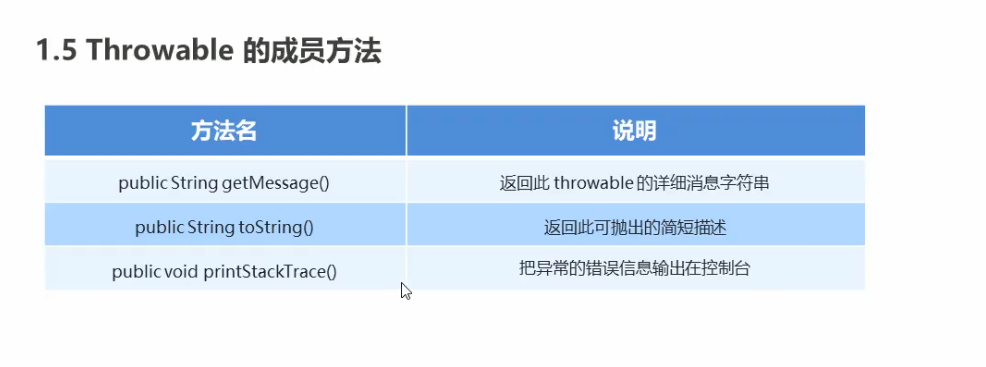 1.5 Throwable 的成员方法
方法名 说明
public String getMessage() 返回此 throwable 的详细消息字符串
public String toString() 返回此可抛出的简短描述
public void printStackTrace() 把异常的错误信息输出在控制台